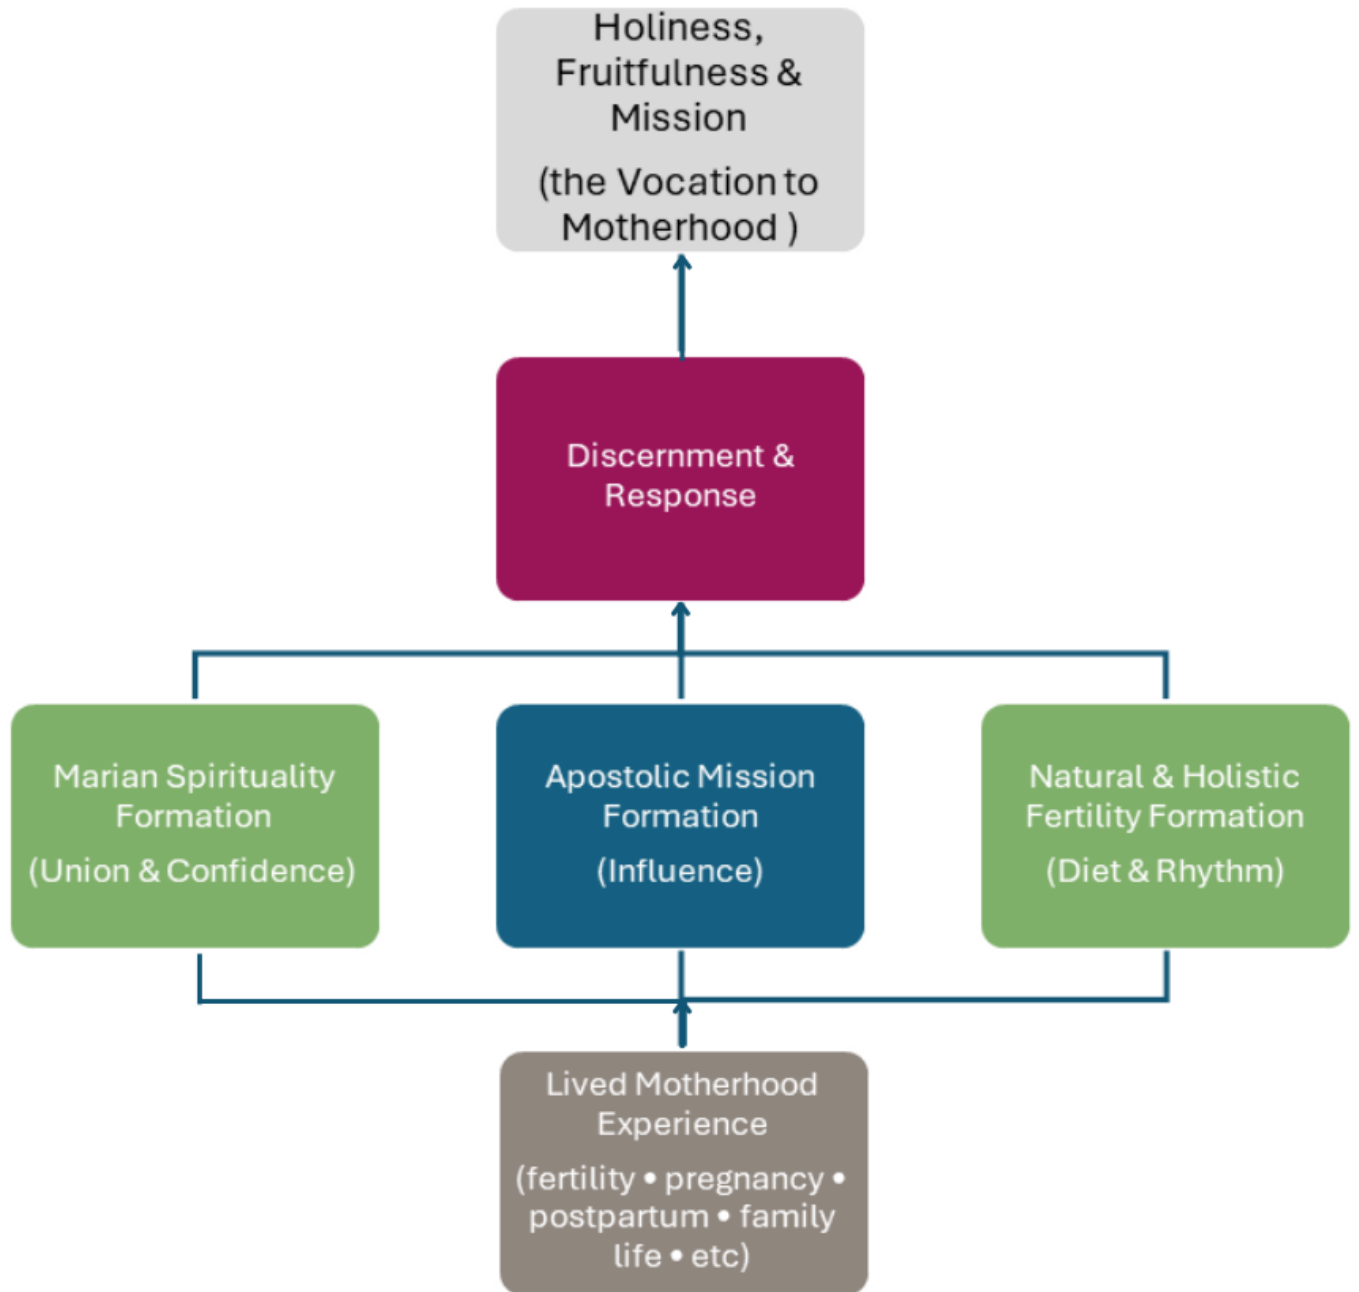 Holiness,
Fruitfulness &
Mission
(the Vocation to
Motherhood )
Discernment &
Response
Marian Spirituality
Formation
(Union & Confidence)
Apostolic Mission
Formation
(Influence)
Natural & Holistic
Fertility Formation
(Diet & Rhythm)
Lived Motherhood
Experience
(fertility • pregnancy •
postpartum • family
life • etc)